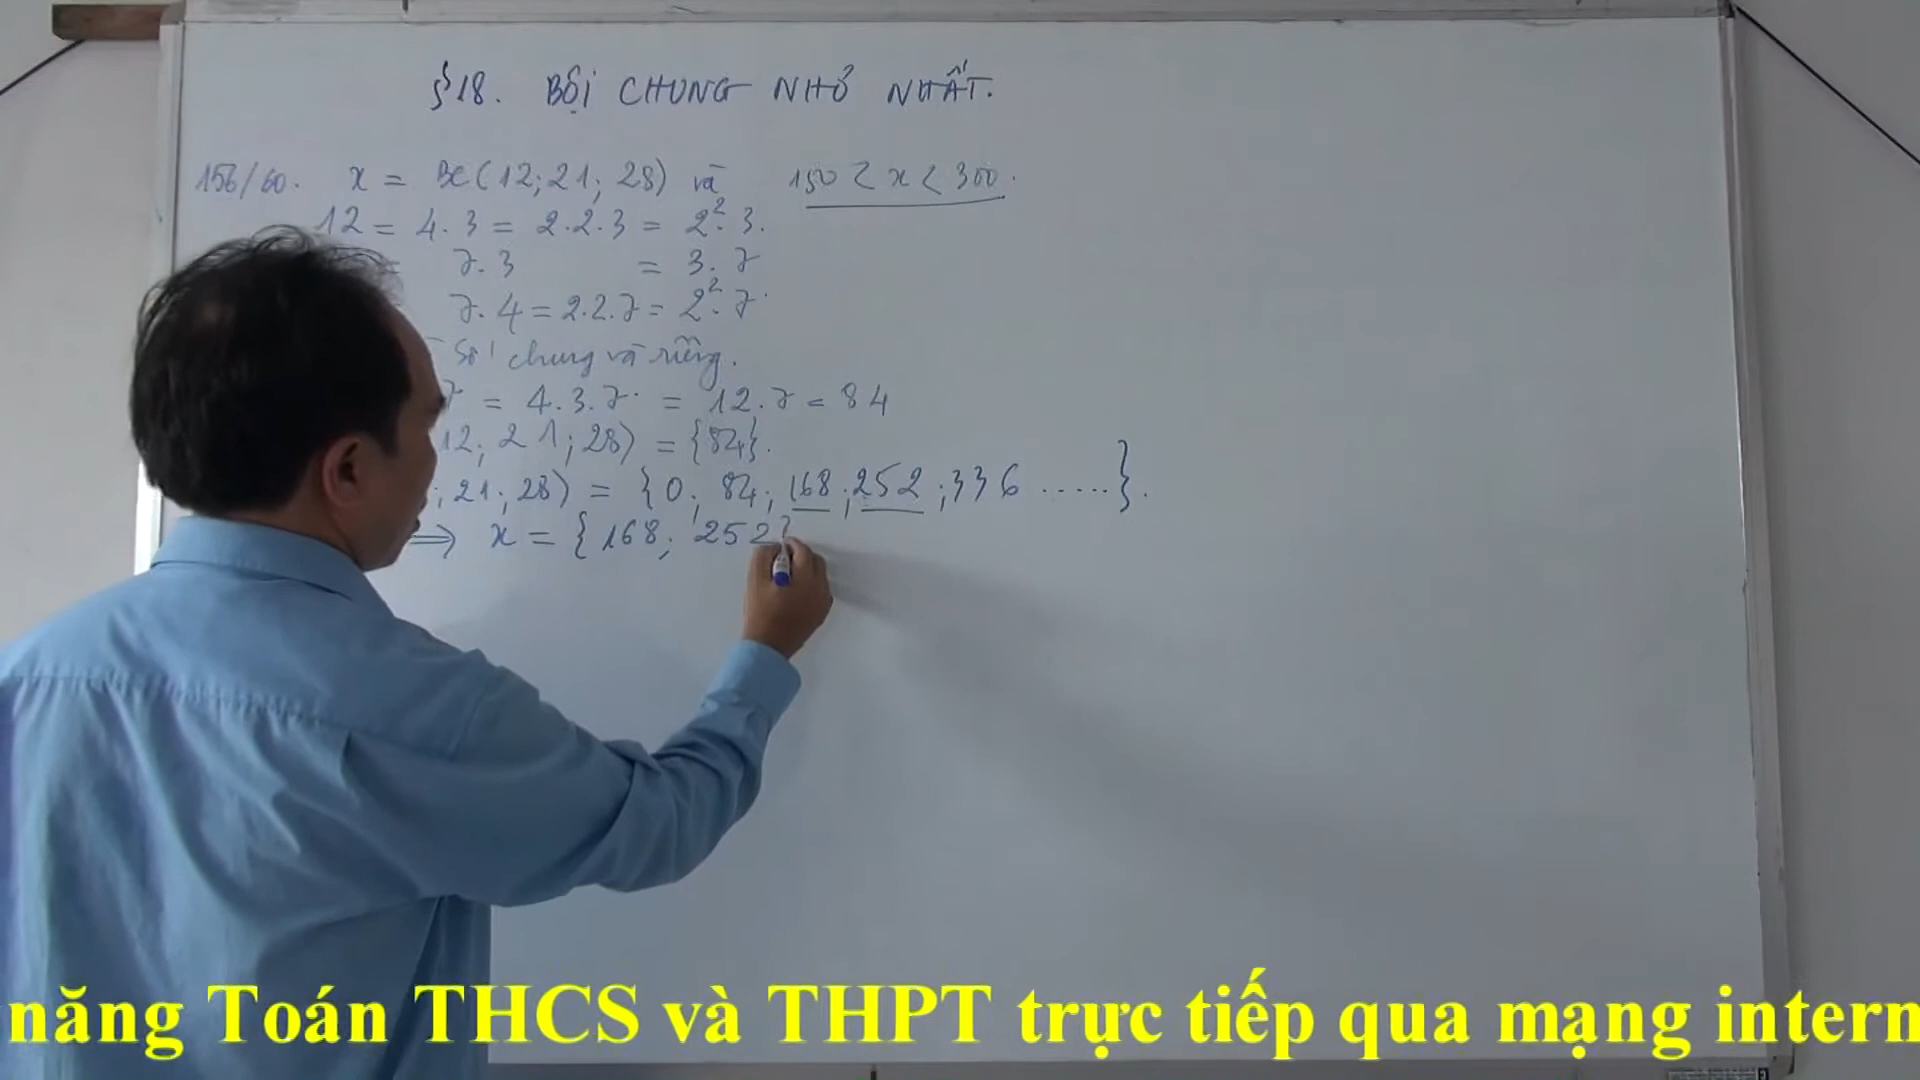 §18. BỘI CHUNG NHỎ NHẤT.
156/60. x = BC(12; 21; 28) và 150 < x < 300.
12 = 4.3 = 2.2.3 = 2².3.
= 7.3 = 3.7
7.4 = 2.2.7 = 2².7
số chung và riêng.
7 = 4.3.7 = 12.7 = 84
12; 21; 28) = {84}.
; 21; 28) = {0; 84; 168; 252; 336 .....}.
⇒ x = {168; 252}
năng Toán THCS và THPT trực tiếp qua mạng intern